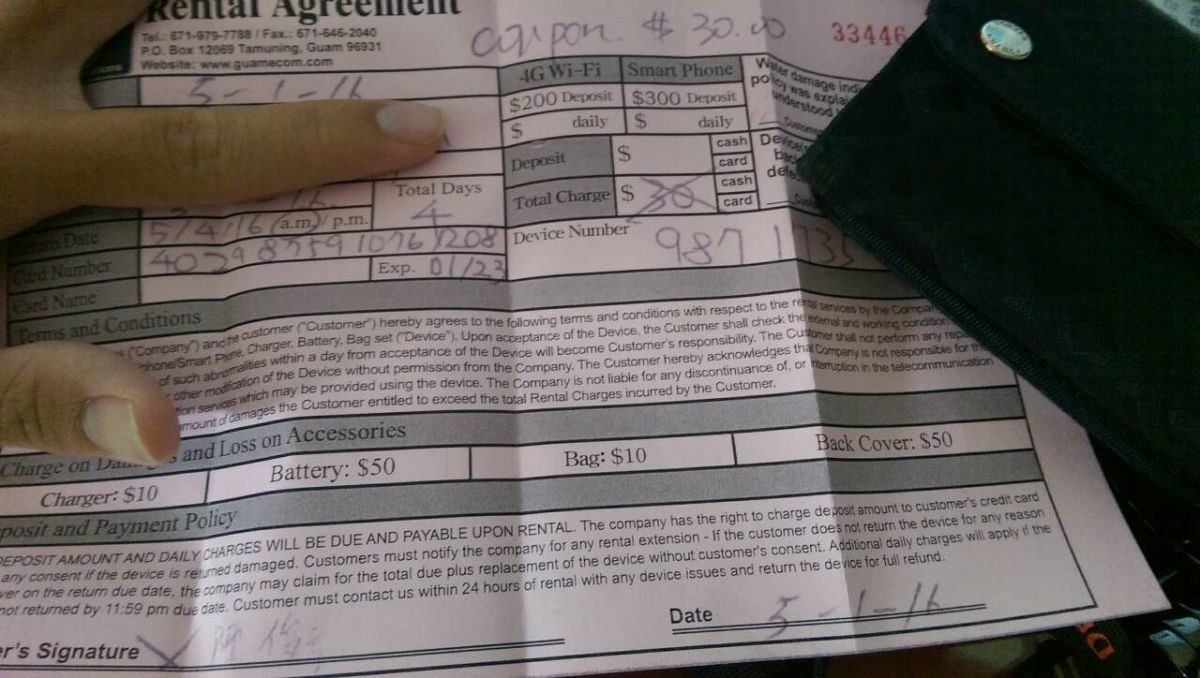 Rental Agreement
Tel.: 671-979-7788 / Fax.: 671-646-2040
P.O. Box 12069 Tamuning, Guam 96931
Website: www.guamecom.com
coupon. $ 30.00
33446
5-1-16
4G Wi-Fi Smart Phone
$200 Deposit $300 Deposit
$ daily $ daily
Deposit $ cash card
Total Charge $ 30 cash card
Water damage
policy was
understood
back
Total Days
4
Date 5/4/16 (a.m)/ p.m.
Card Number
Exp. 01/23
Device Number 9871
Card Name
Terms and Conditions
("Company") and the customer ("Customer") hereby agrees to the following terms and conditions with respect to the rental services by the
Phone, Charger, Battery, Bag set ("Device"). Upon acceptance of the Device, the Customer shall check the external and working condition
of such abnormalities within a day from acceptance of the Device will become Customer's responsibility. The Customer shall not perform any
other modification of the Device without permission from the Company. The Customer hereby acknowledges that Company is not responsible for
services which may be provided using the device. The Company is not liable for any discontinuance of, or interruption in the telecommunication
amount of damages the Customer entitled to exceed the total Rental Charges incurred by the Customer.
Charge on and Loss on Accessories
Charger: $10 Battery: $50 Bag: $10 Back Cover: $50
and Payment Policy
DEPOSIT AMOUNT AND DAILY CHARGES WILL BE DUE AND PAYABLE UPON RENTAL. The company has the right to charge deposit amount to customer's credit card
any consent if the device is returned damaged. Customers must notify the company for any rental extension - If the customer does not return the device for any reason
on the return due date, the company may claim for the total due plus replacement of the device without customer's consent. Additional daily charges will apply if the
not returned by 11:59 pm due date. Customer must contact us within 24 hours of rental with any device issues and return the device for full refund.
Signature X Date 5-1-16